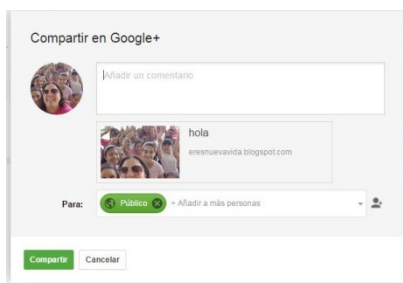 Compartir en Google+
Añadir un comentario
hola
eresnuevavida.blogspot.com
Para:
Público
+ Añadir a más personas
Compartir
Cancelar